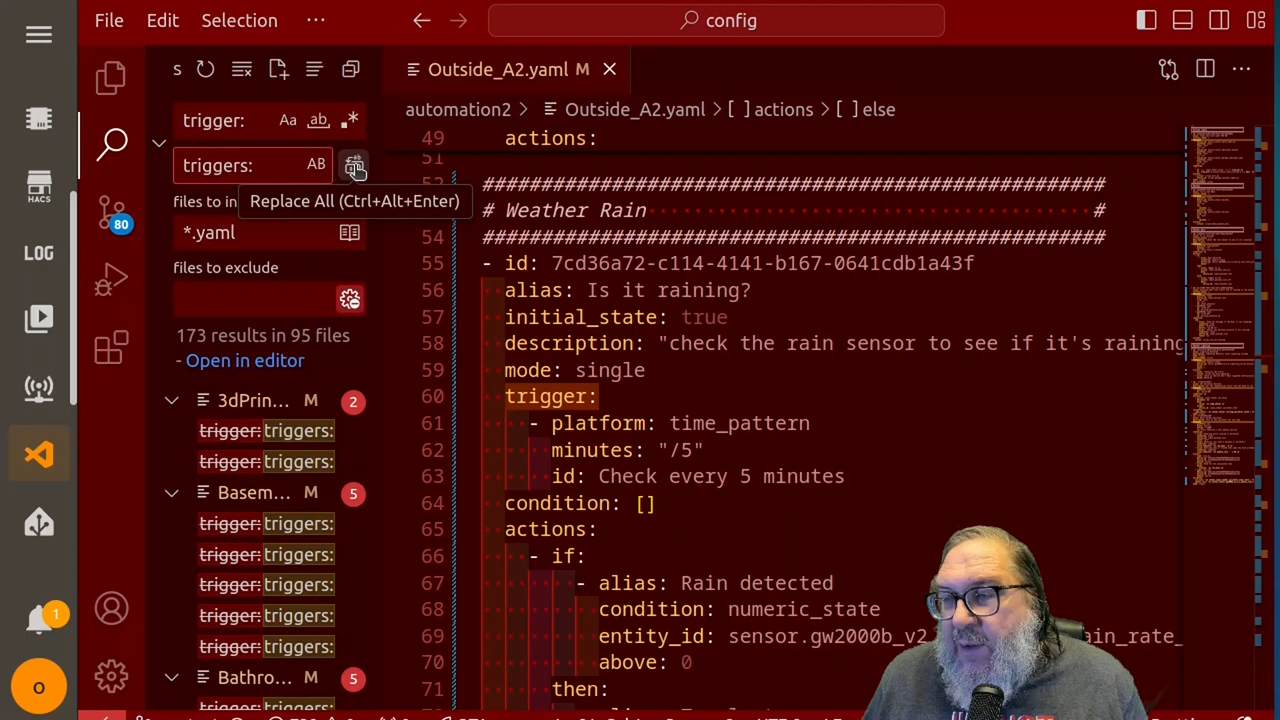 File Edit Selection ···
config
HACS
LOG
80
1
o
S
trigger:
Aa ab
triggers:
AB
Replace All (Ctrl+Alt+Enter)
files to in
*.yaml
files to exclude
173 results in 95 files
- Open in editor
3dPrin... M 2
trigger:triggers:
trigger:triggers:
Basem... M 5
trigger:triggers:
trigger:triggers:
trigger:triggers:
trigger:triggers:
trigger:triggers:
Bathro... M 5
Outside_A2.yaml M
automation2 > Outside_A2.yaml > [ ] actions > [ ] else
49 actions:
51
52 ####################################################
53 # Weather Rain #
54 ####################################################
55 - id: 7cd36a72-c114-4141-b167-0641cdb1a43f
56 alias: Is it raining?
57 initial_state: true
58 description: "check the rain sensor to see if it's raining
59 mode: single
60 trigger:
61 - platform: time_pattern
62 minutes: "/5"
63 id: Check every 5 minutes
64 condition: []
65 actions:
66 - if:
67 - alias: Rain detected
68 condition: numeric_state
69 entity_id: sensor.gw2000b_v2 ain_rate_
70 above: 0
71 then: